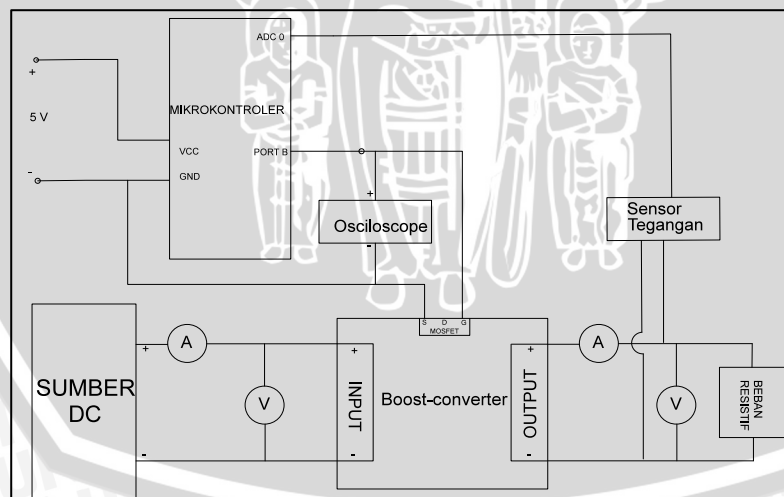 ADC 0
+
MIKROKONTROLER
5 V
VCC
PORT B
-
GND
+
Osciloscope
-
Sensor
Tegangan
S D G
MOSFET
SUMBER
DC
+
A
V
-
+
INPUT
-
Boost-converter
+
OUTPUT
-
A
V
BEBAN
RESISTIF